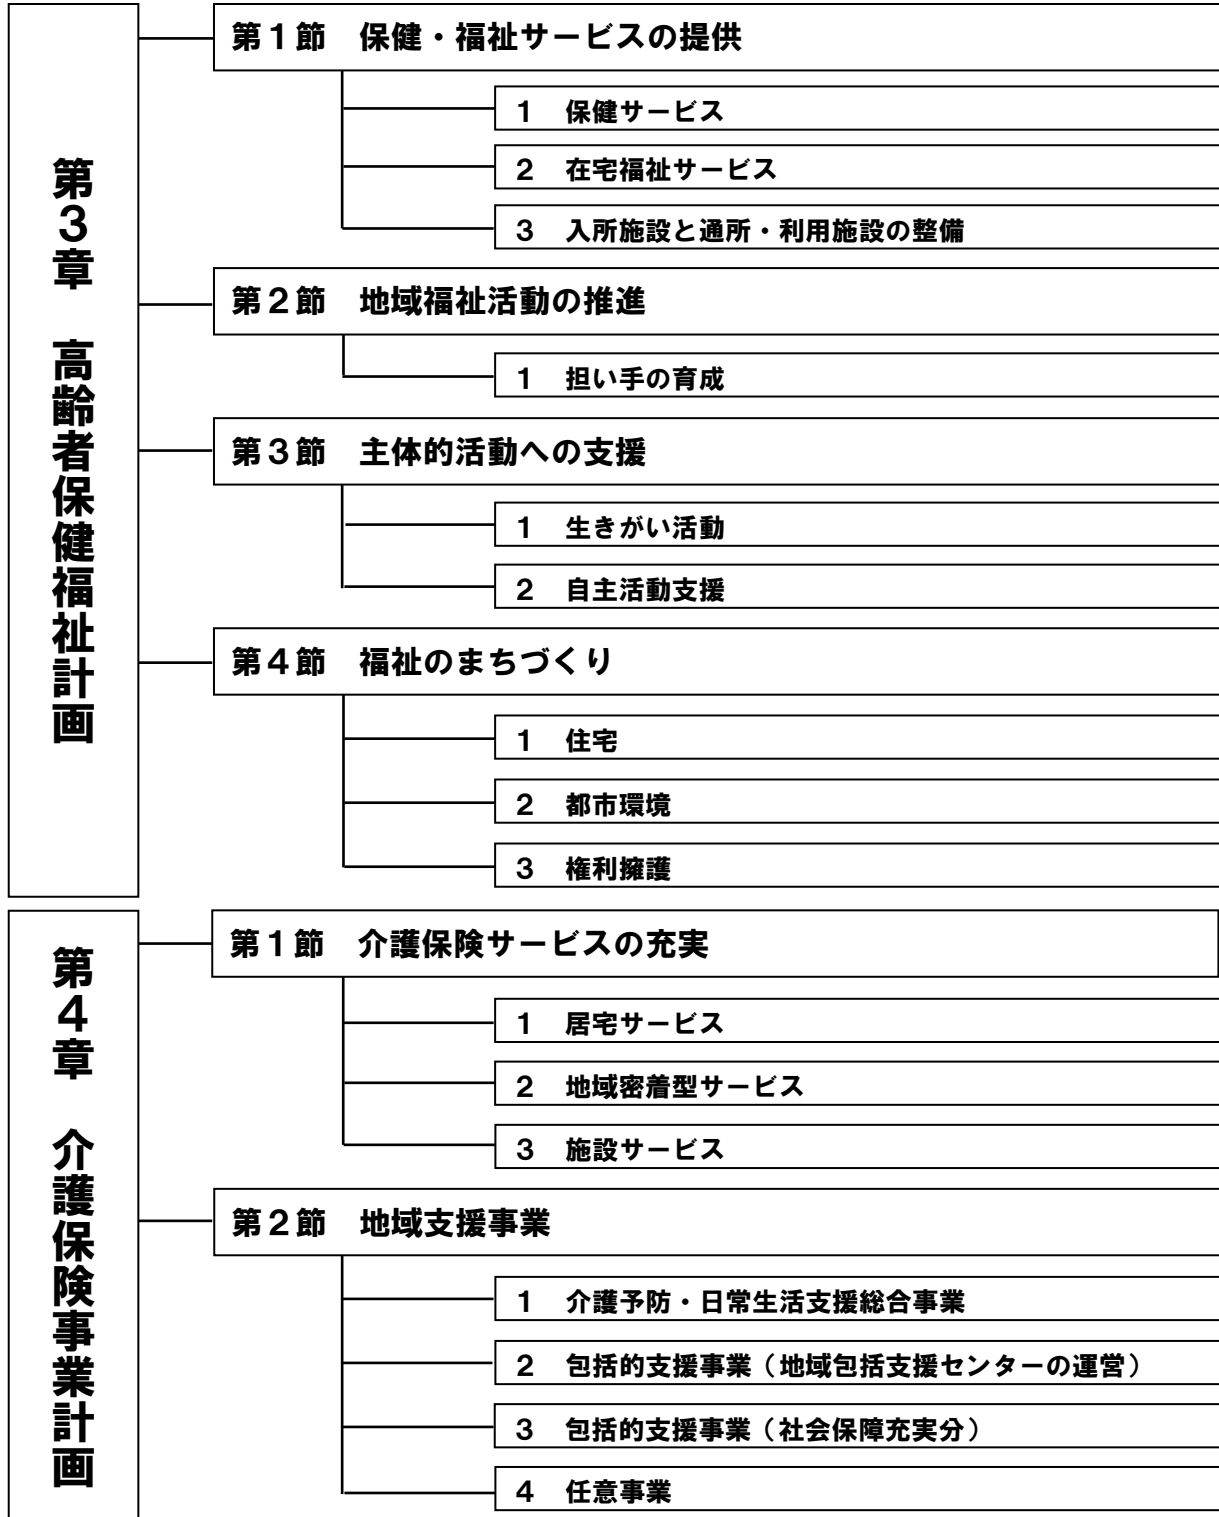 第３章　高齢者保健福祉計画
第１節　保健・福祉サービスの提供
１　保健サービス
２　在宅福祉サービス
３　入所施設と通所・利用施設の整備
第２節　地域福祉活動の推進
１　担い手の育成
第３節　主体的活動への支援
１　生きがい活動
２　自主活動支援
第４節　福祉のまちづくり
１　住宅
２　都市環境
３　権利擁護
第４章　介護保険事業計画
第１節　介護保険サービスの充実
１　居宅サービス
２　地域密着型サービス
３　施設サービス
第２節　地域支援事業
１　介護予防・日常生活支援総合事業
２　包括的支援事業（地域包括支援センターの運営）
３　包括的支援事業（社会保障充実分）
４　任意事業